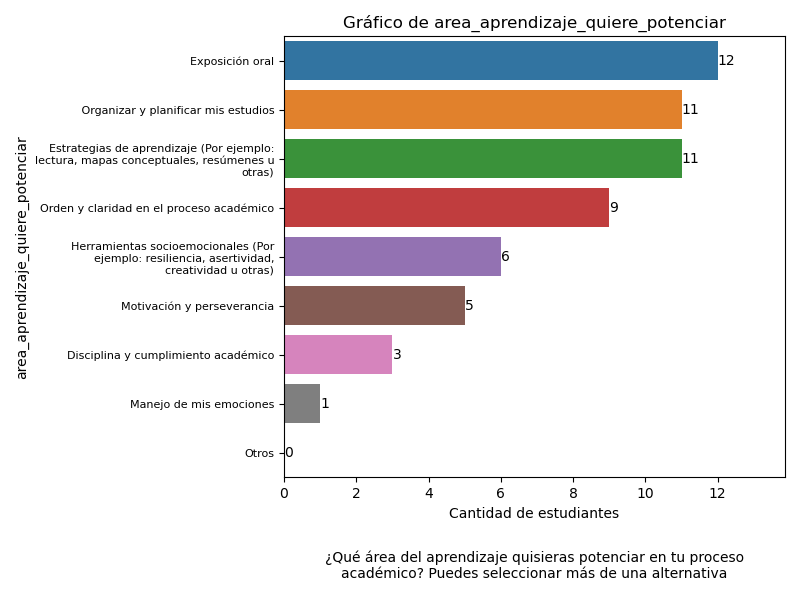 Gráfico de area_aprendizaje_quiere_potenciar
area_aprendizaje_quiere_potenciar
Exposición oral
12
Organizar y planificar mis estudios
11
Estrategias de aprendizaje (Por ejemplo:
lectura, mapas conceptuales, resúmenes u
otras)
11
Orden y claridad en el proceso académico
9
Herramientas socioemocionales (Por
ejemplo: resiliencia, asertividad,
creatividad u otras)
6
Motivación y perseverancia
5
Disciplina y cumplimiento académico
3
Manejo de mis emociones
1
Otros
0
0 2 4 6 8 10 12
Cantidad de estudiantes
¿Qué área del aprendizaje quisieras potenciar en tu proceso
académico? Puedes seleccionar más de una alternativa